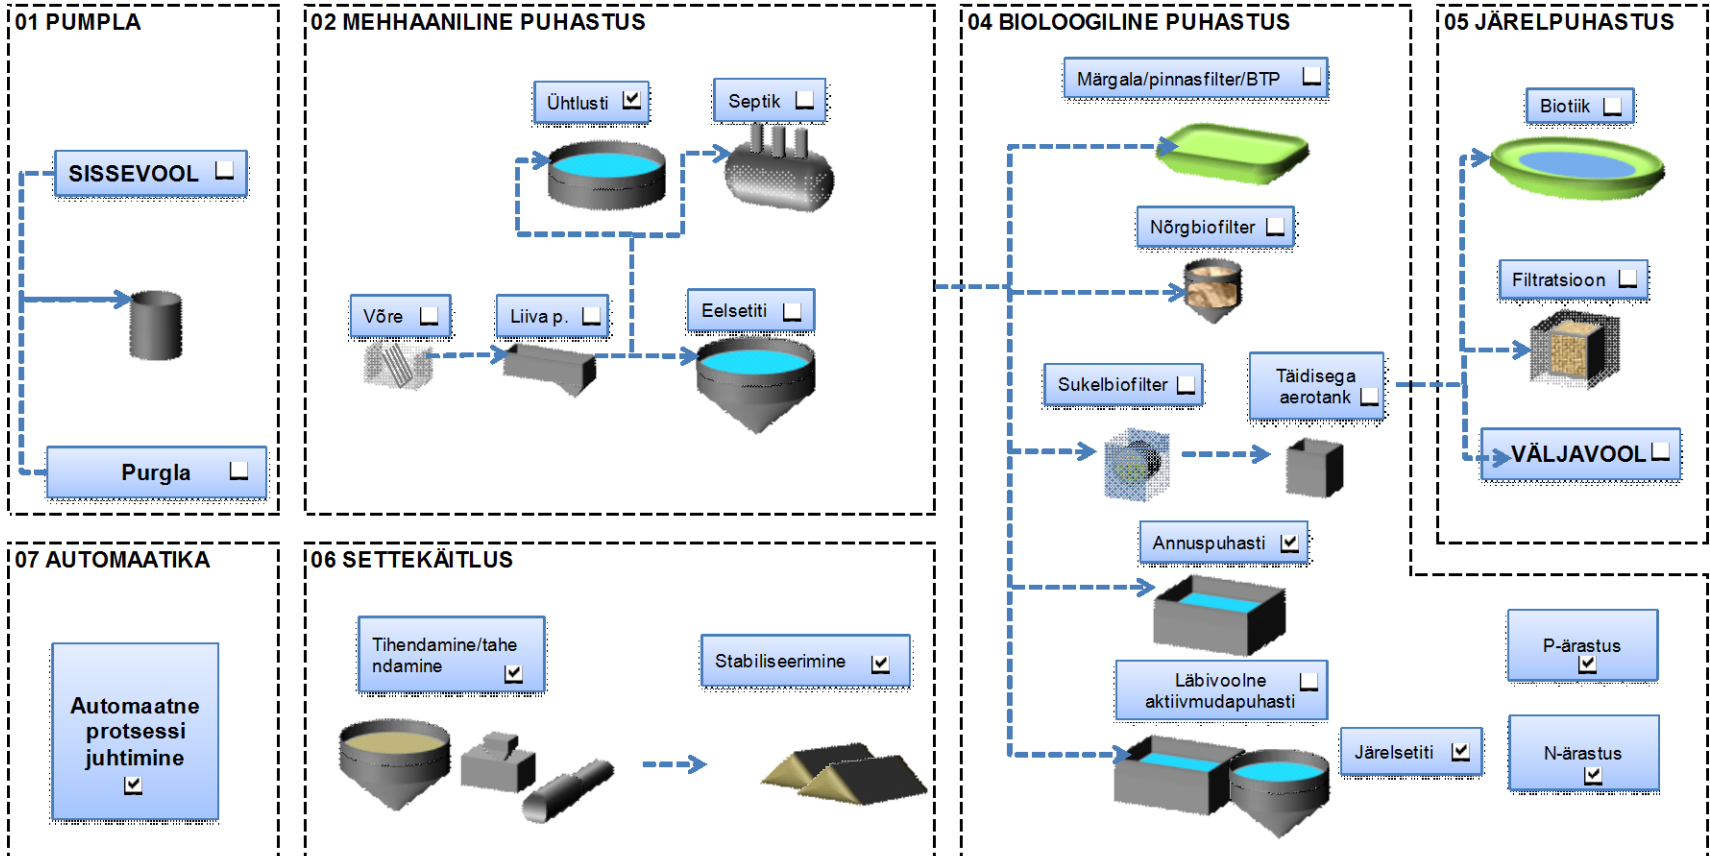 01 PUMPLA
SISSEVOOL
Purgla
02 MEHHAANILINE PUHASTUS
Ühtlusti
Septik
Võre
Liiva p.
Eelsetiti
04 BIOLOOGILINE PUHASTUS
Märgala/pinnasfilter/BTP
Nõrgbiofilter
Sukelbiofilter
Täidisega
aerotank
Annuspuhasti
Läbivoolne
aktiivmudapuhasti
Järelsetiti
P-ärastus
N-ärastus
05 JÄRELPUHASTUS
Biotiik
Filtratsioon
VÄLJAVOOL
07 AUTOMAATIKA
Automaatne
protsessi
juhtimine
06 SETTEKÄITLUS
Tihendamine/tahe
ndamine
Stabiliseerimine